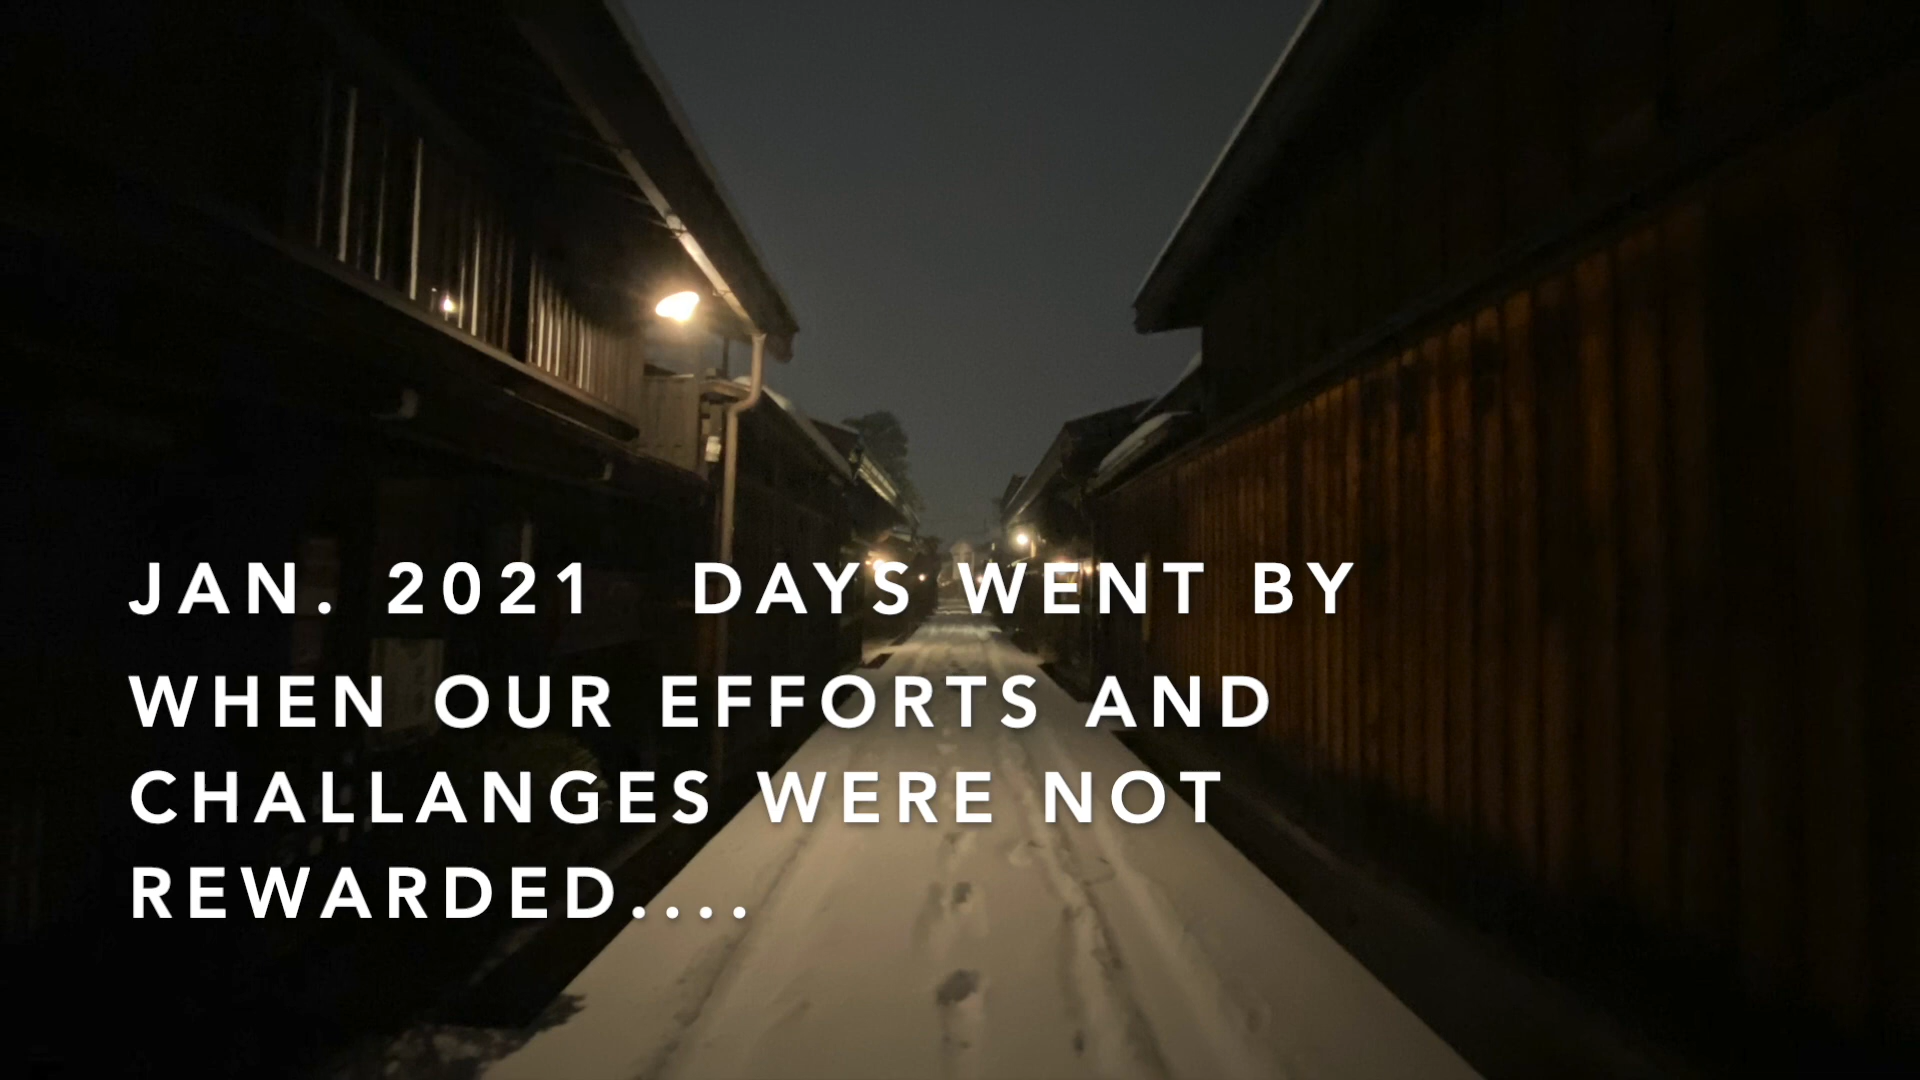 JAN. 2021  DAYS WENT BY
WHEN OUR EFFORTS AND
CHALLANGES WERE NOT
REWARDED....